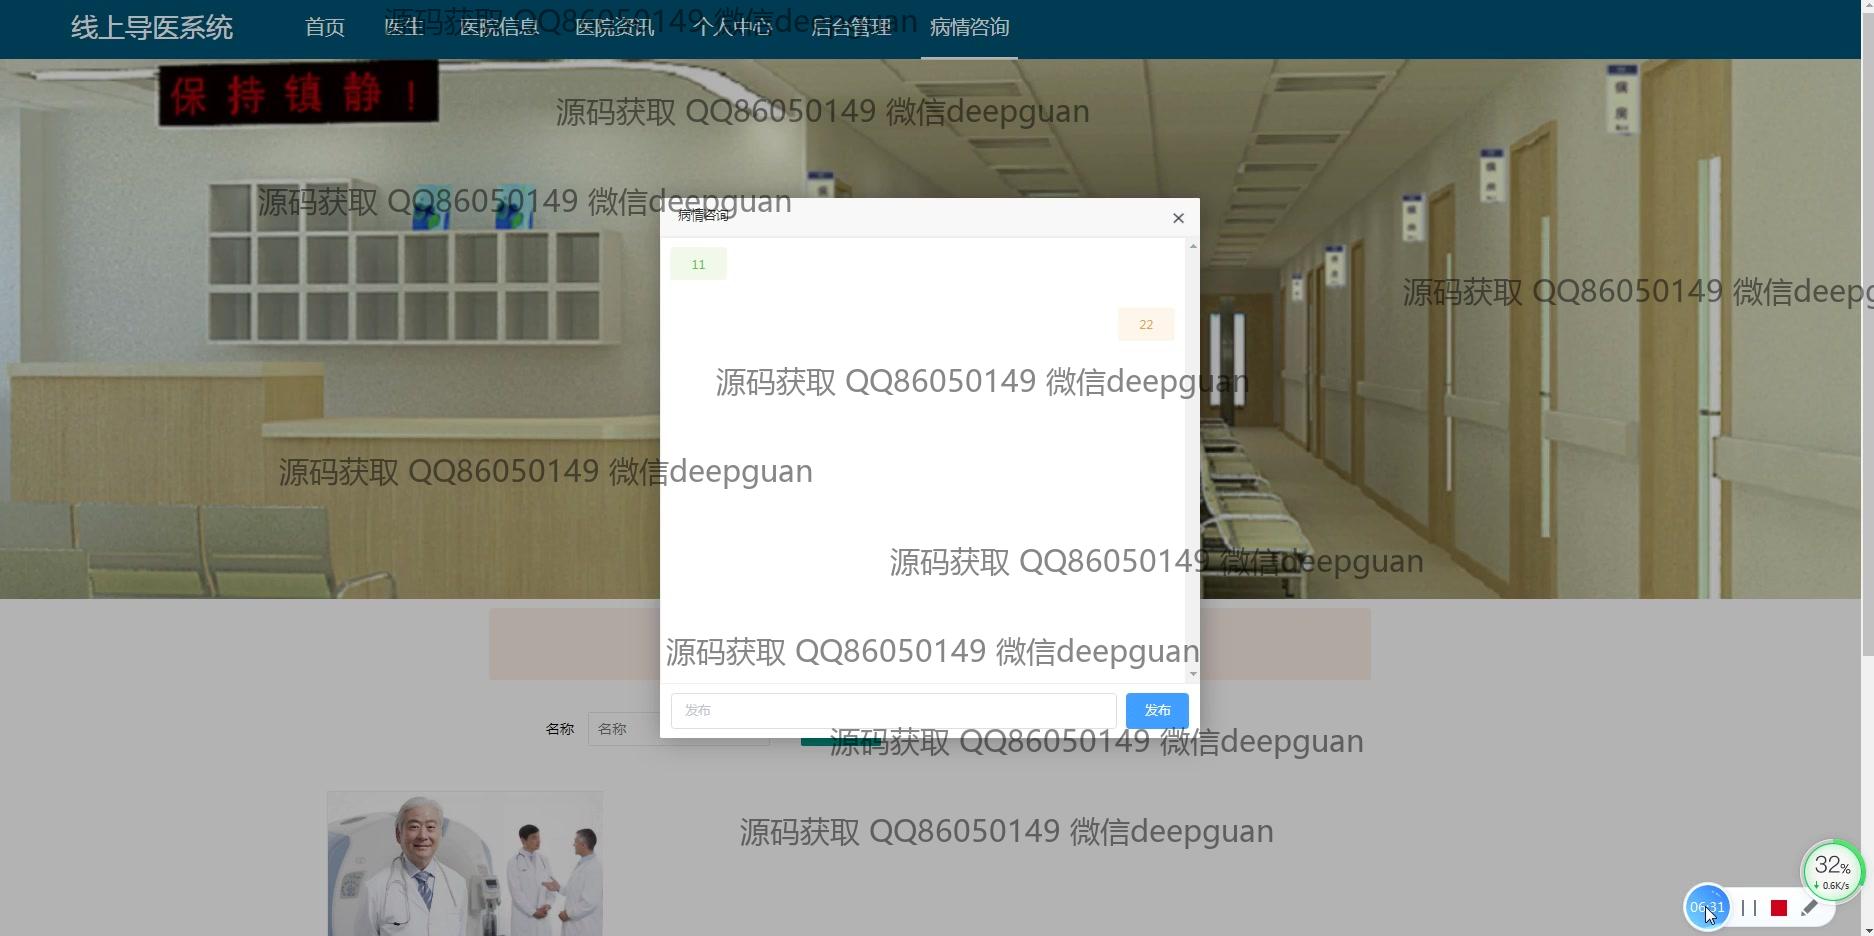 线上导医系统 首页 医生 医院信息 医院资讯 个人中心 后台管理 病情咨询
源码获取 QQ86050149 微信deepguan
保持镇静！
源码获取 QQ86050149 微信deepguan
病房
病房
源码获取 QQ86050149 微信deepguan
病情咨询
11
源码获取 QQ86050149 微信deepg
22
源码获取 QQ86050149 微信deepguan
源码获取 QQ86050149 微信deepguan
源码获取 QQ86050149 微信deepguan
源码获取 QQ86050149 微信deepguan
发布 发布
名称 名称
源码获取 QQ86050149 微信deepguan
源码获取 QQ86050149 微信deepguan
32%
0.6K/s
06:31